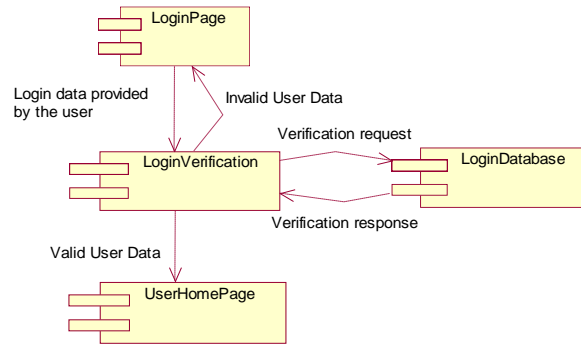 LoginPage
Login data provided
by the user
Invalid User Data
Verification request
LoginVerification
LoginDatabase
Verification response
Valid User Data
UserHomePage